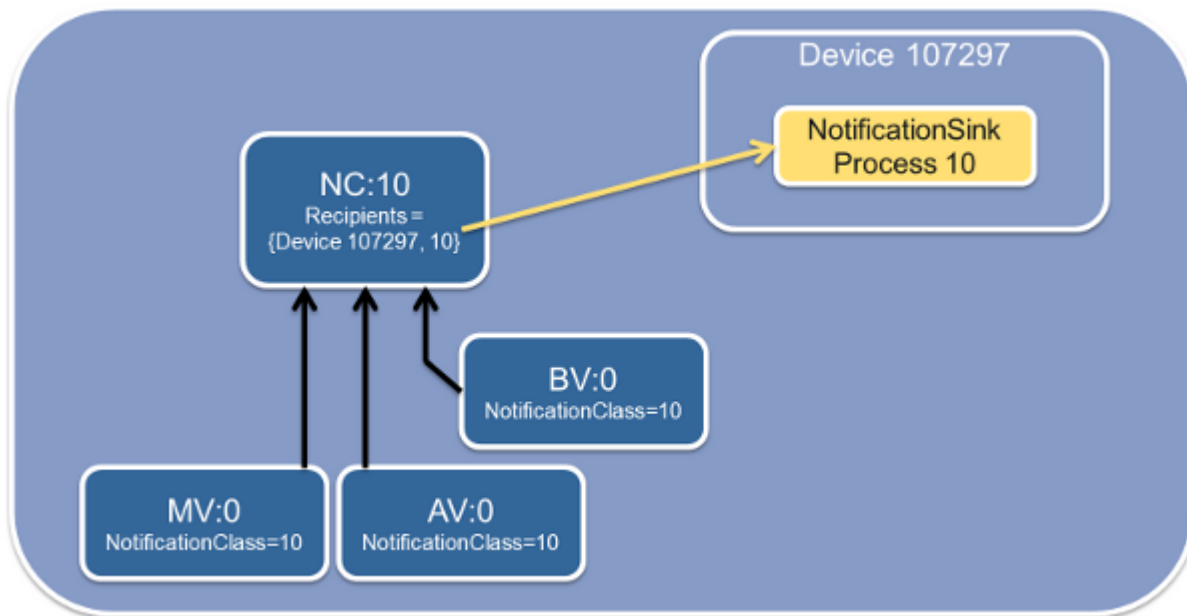 Device 107297
NotificationSink
Process 10
NC:10
Recipients =
{Device 107297, 10}
BV:0
NotificationClass=10
MV:0
NotificationClass=10
AV:0
NotificationClass=10